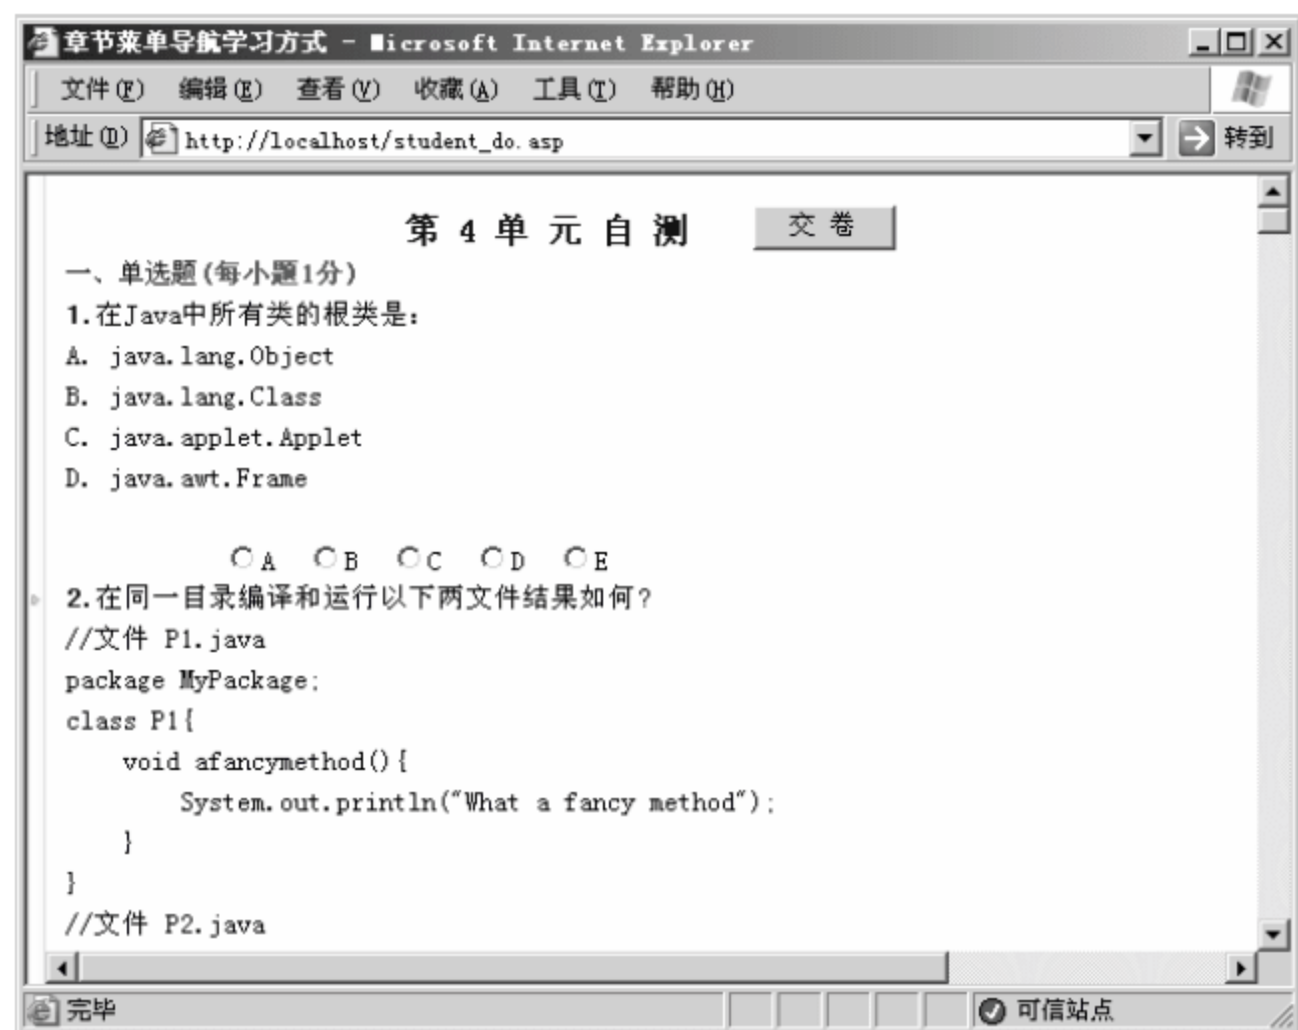 章节菜单导航学习方式 - Microsoft Internet Explorer
文件(F) 编辑(E) 查看(V) 收藏(A) 工具(T) 帮助(H)
地址(D) http://localhost/student_do.asp 转到
第 4 单 元 自 测 交 卷
一、单选题(每小题1分)
1.在Java中所有类的根类是:
A. java.lang.Object
B. java.lang.Class
C. java.applet.Applet
D. java.awt.Frame
A B C D E
2.在同一目录编译和运行以下两文件结果如何?
//文件 P1.java
package MyPackage;
class P1{
void afancymethod(){
System.out.println("What a fancy method");
}
}
//文件 P2.java
完毕 可信站点